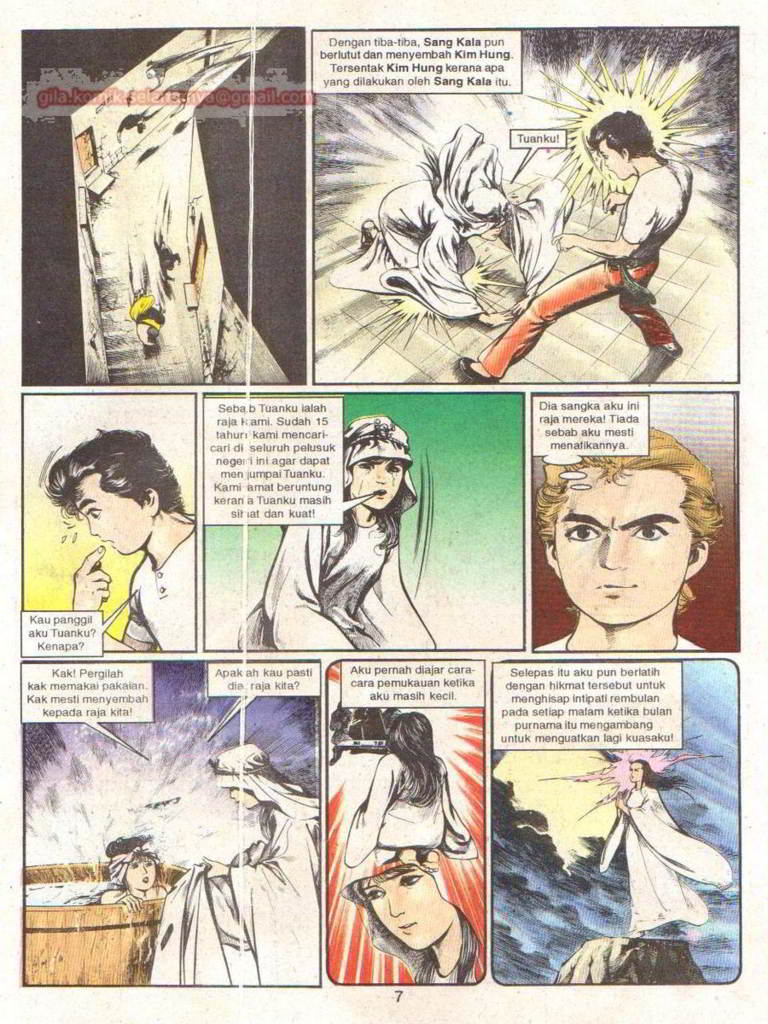 gila.komik.selarasnya@gmail.com
Dengan tiba-tiba, Sang Kala pun
berlutut dan menyembah Kim Hung.
Tersentak Kim Hung kerana apa
yang dilakukan oleh Sang Kala itu.
Tuanku!
Kau panggil
aku Tuanku?
Kenapa?
Sebab Tuanku ialah
raja kami. Sudah 15
tahun kami mencari-
cari di seluruh pelusuk
negeri ini agar dapat
menjumpai Tuanku.
Kami amat beruntung
kerana Tuanku masih
sihat dan kuat!
Dia sangka aku ini
raja mereka! Tiada
sebab aku mesti
menafikannya.
Kak! Pergilah
kak memakai pakaian.
Kak mesti menyembah
kepada raja kita!
Apakah kau pasti
dia raja kita?
Aku pernah diajar cara-
cara pemukauan ketika
aku masih kecil.
Selepas itu aku pun berlatih
dengan hikmat tersebut untuk
menghisap intipati rembulan
pada setiap malam ketika bulan
purnama itu mengambang
untuk menguatkan lagi kuasaku!
7